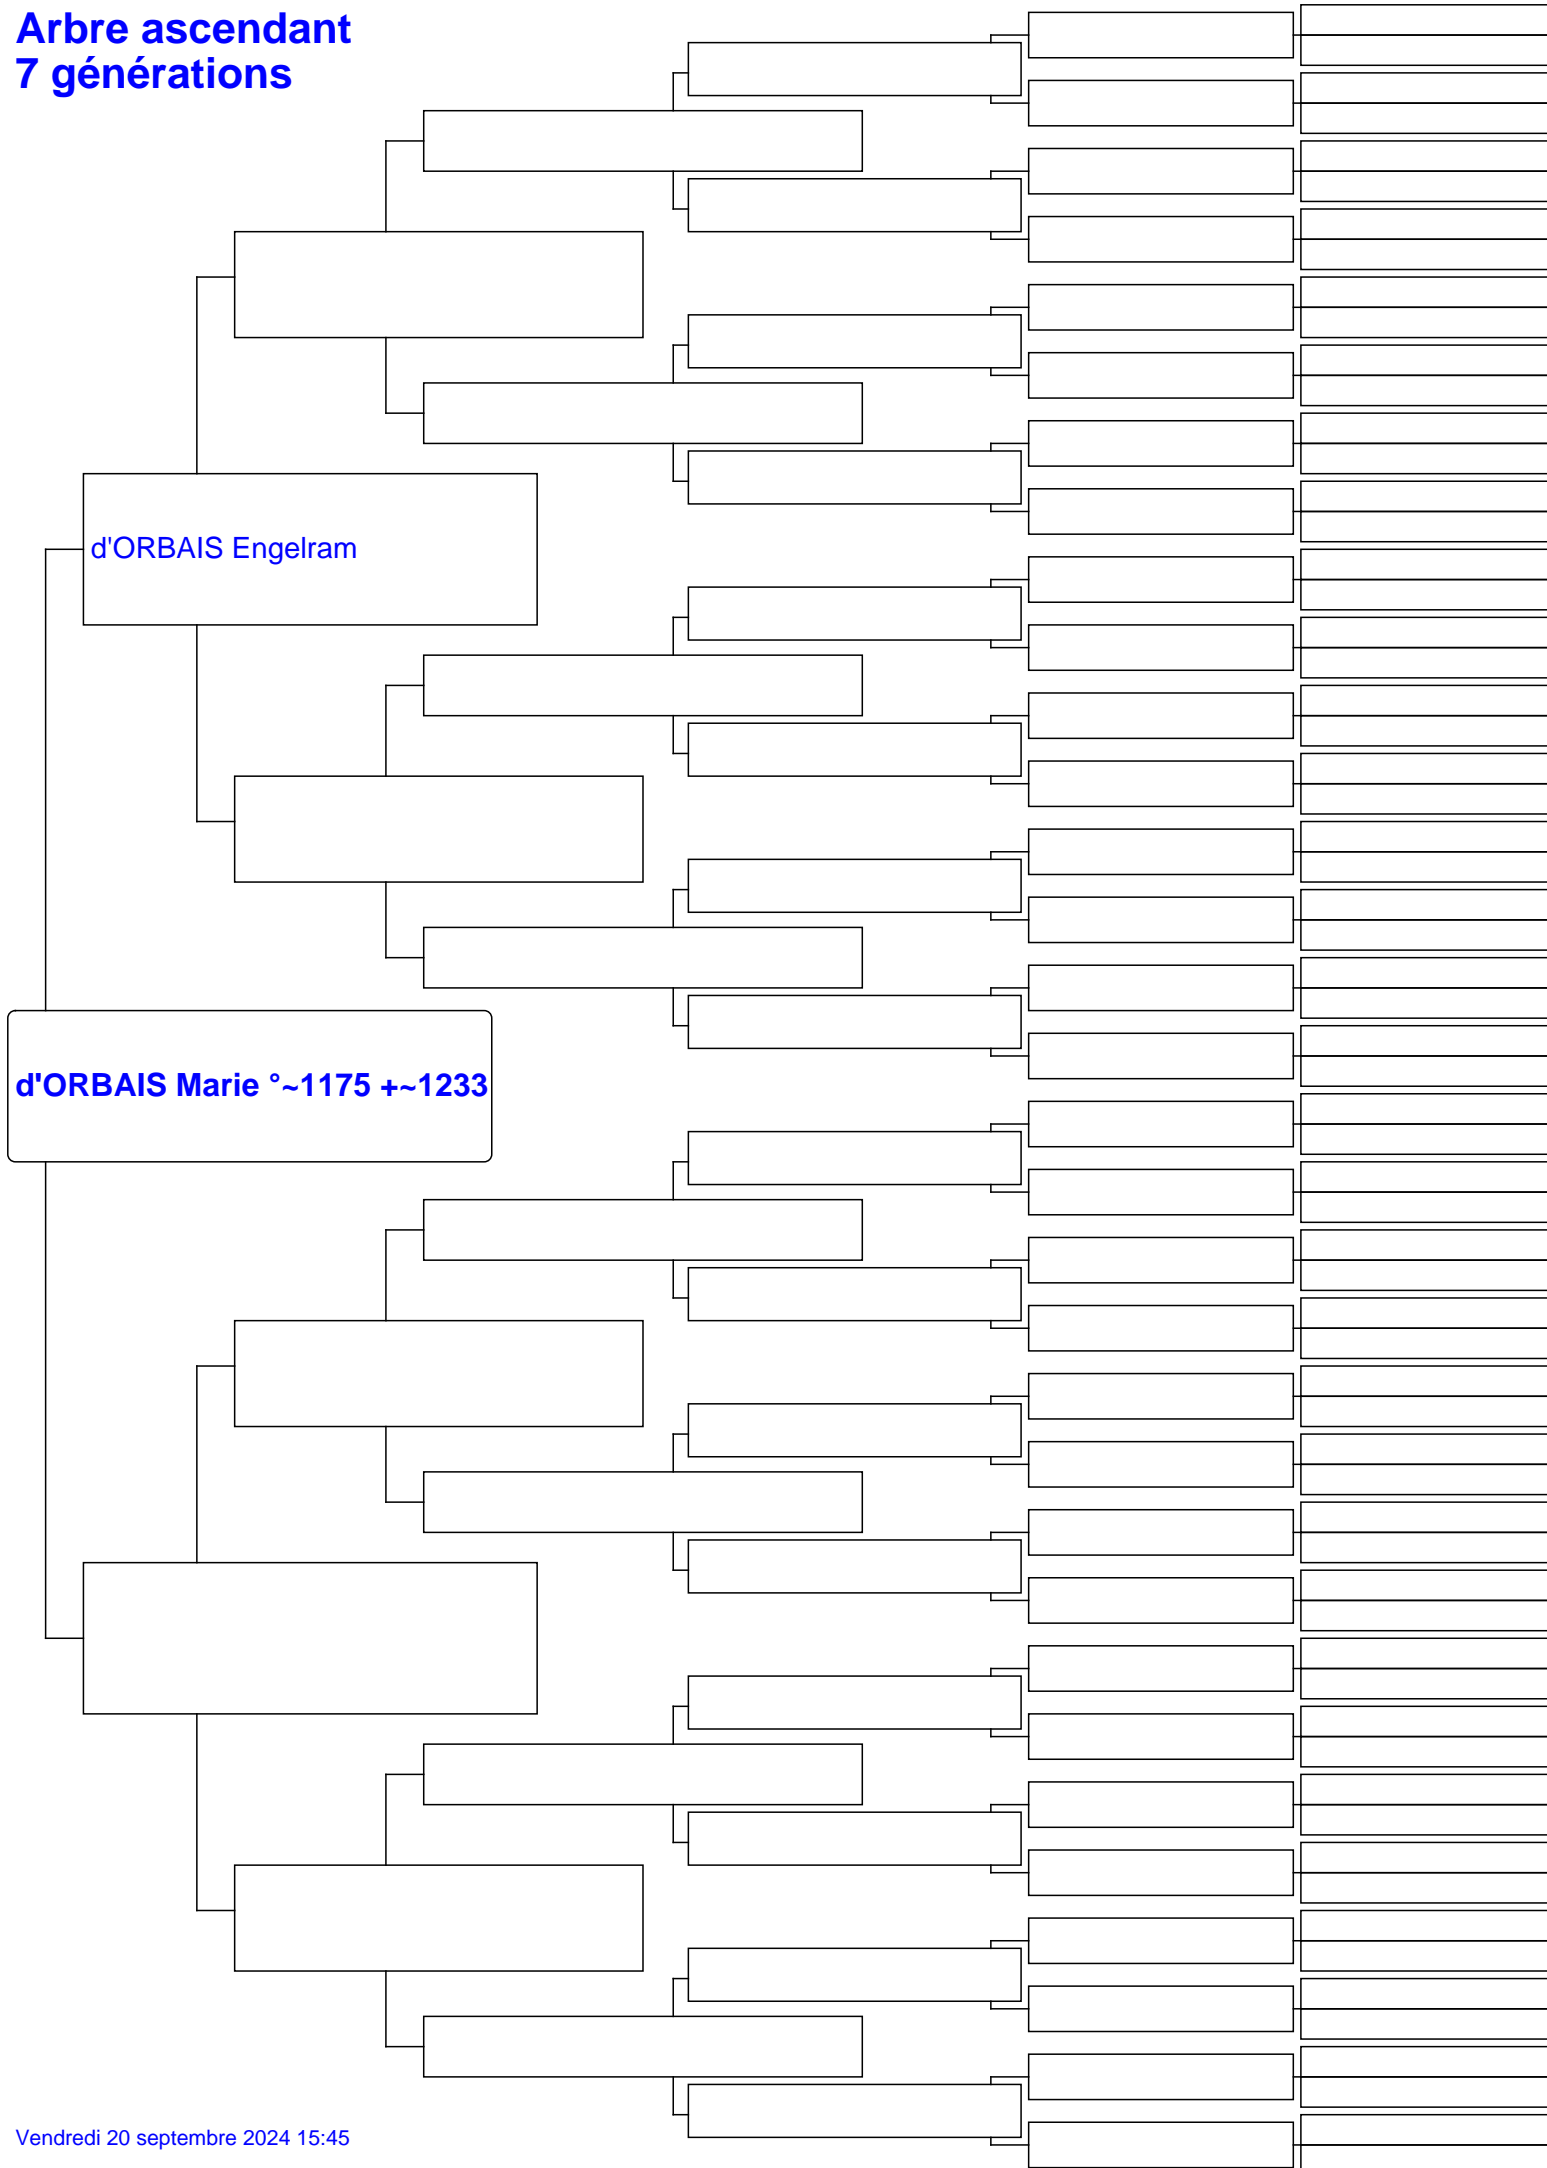 Arbre ascendant
7 générations
d'ORBAIS Engelram
d'ORBAIS Marie °~1175 +~1233
Vendredi 20 septembre 2024 15:45